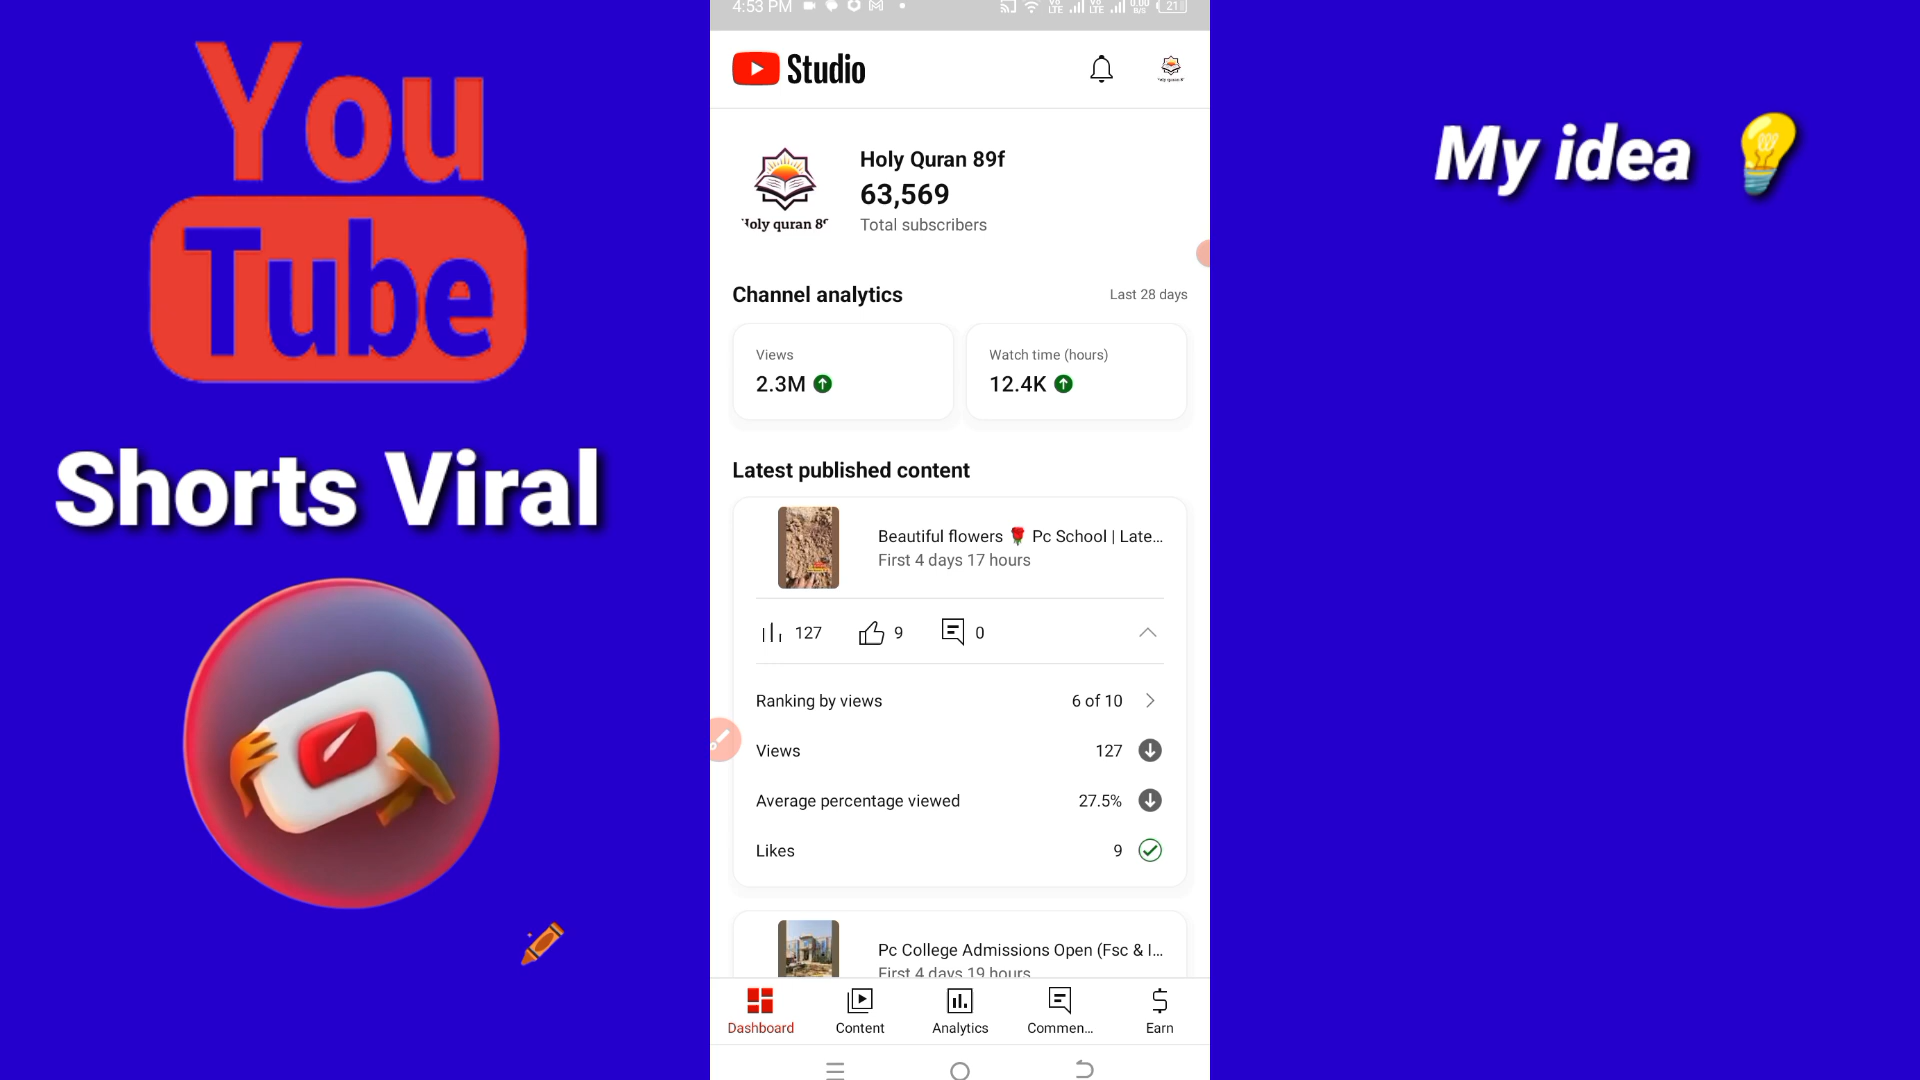 You
Tube
Shorts Viral
My idea
4:53 PM
21
Studio
Holy Quran 89f
63,569
Total subscribers
Channel analytics
Last 28 days
Views
2.3M
Watch time (hours)
12.4K
Latest published content
Beautiful flowers 🌹 Pc School | Late...
First 4 days 17 hours
127
9
0
Ranking by views
6 of 10
Views
127
Average percentage viewed
27.5%
Likes
9
Pc College Admissions Open (Fsc & I...
First 4 days 19 hours
Dashboard
Content
Analytics
Commen...
Earn